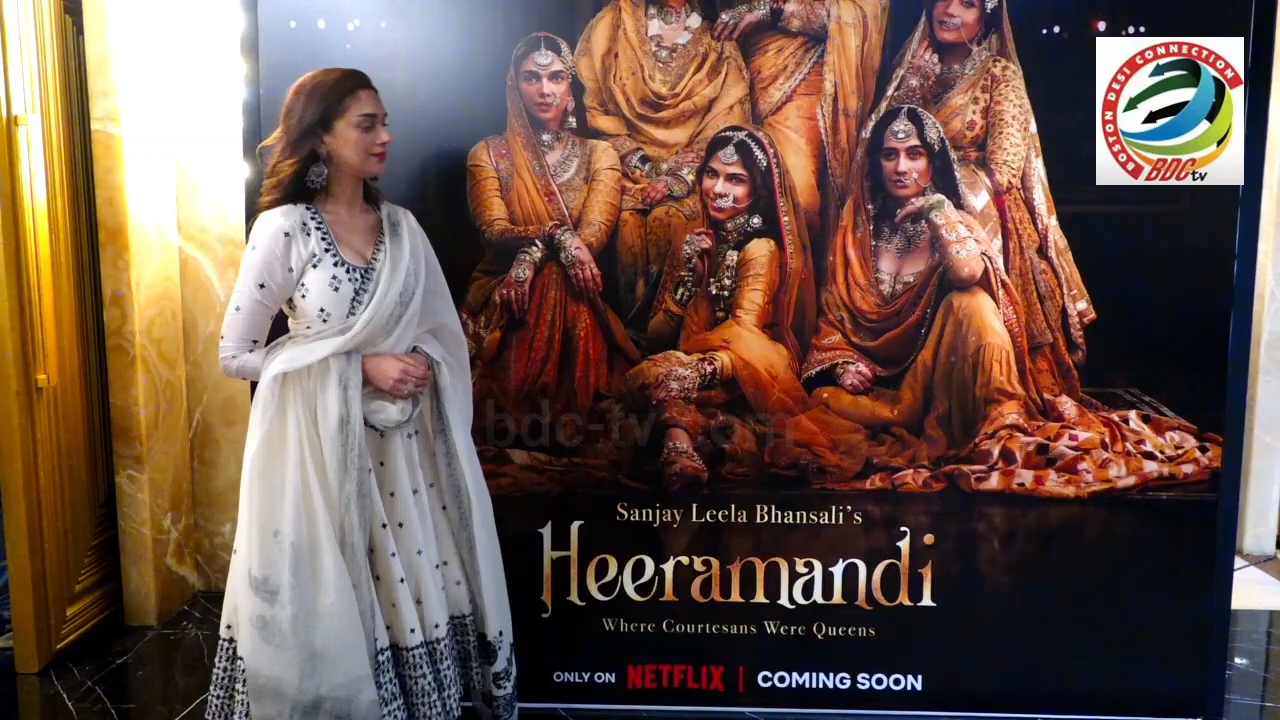 BOSTON DESI CONNECTION
BDCtv
bdc-tv.com
Sanjay Leela Bhansali's
Heeramandi
Where Courtesans Were Queens
ONLY ON NETFLIX | COMING SOON